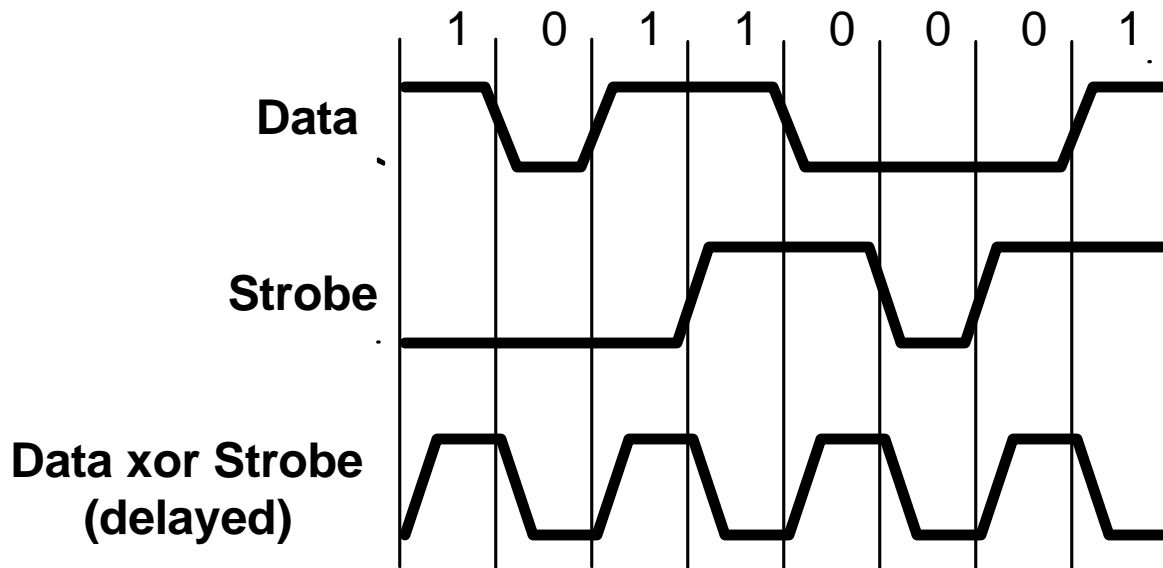 1 0 1 1 0 0 0 1
Data
Strobe
Data xor Strobe
(delayed)